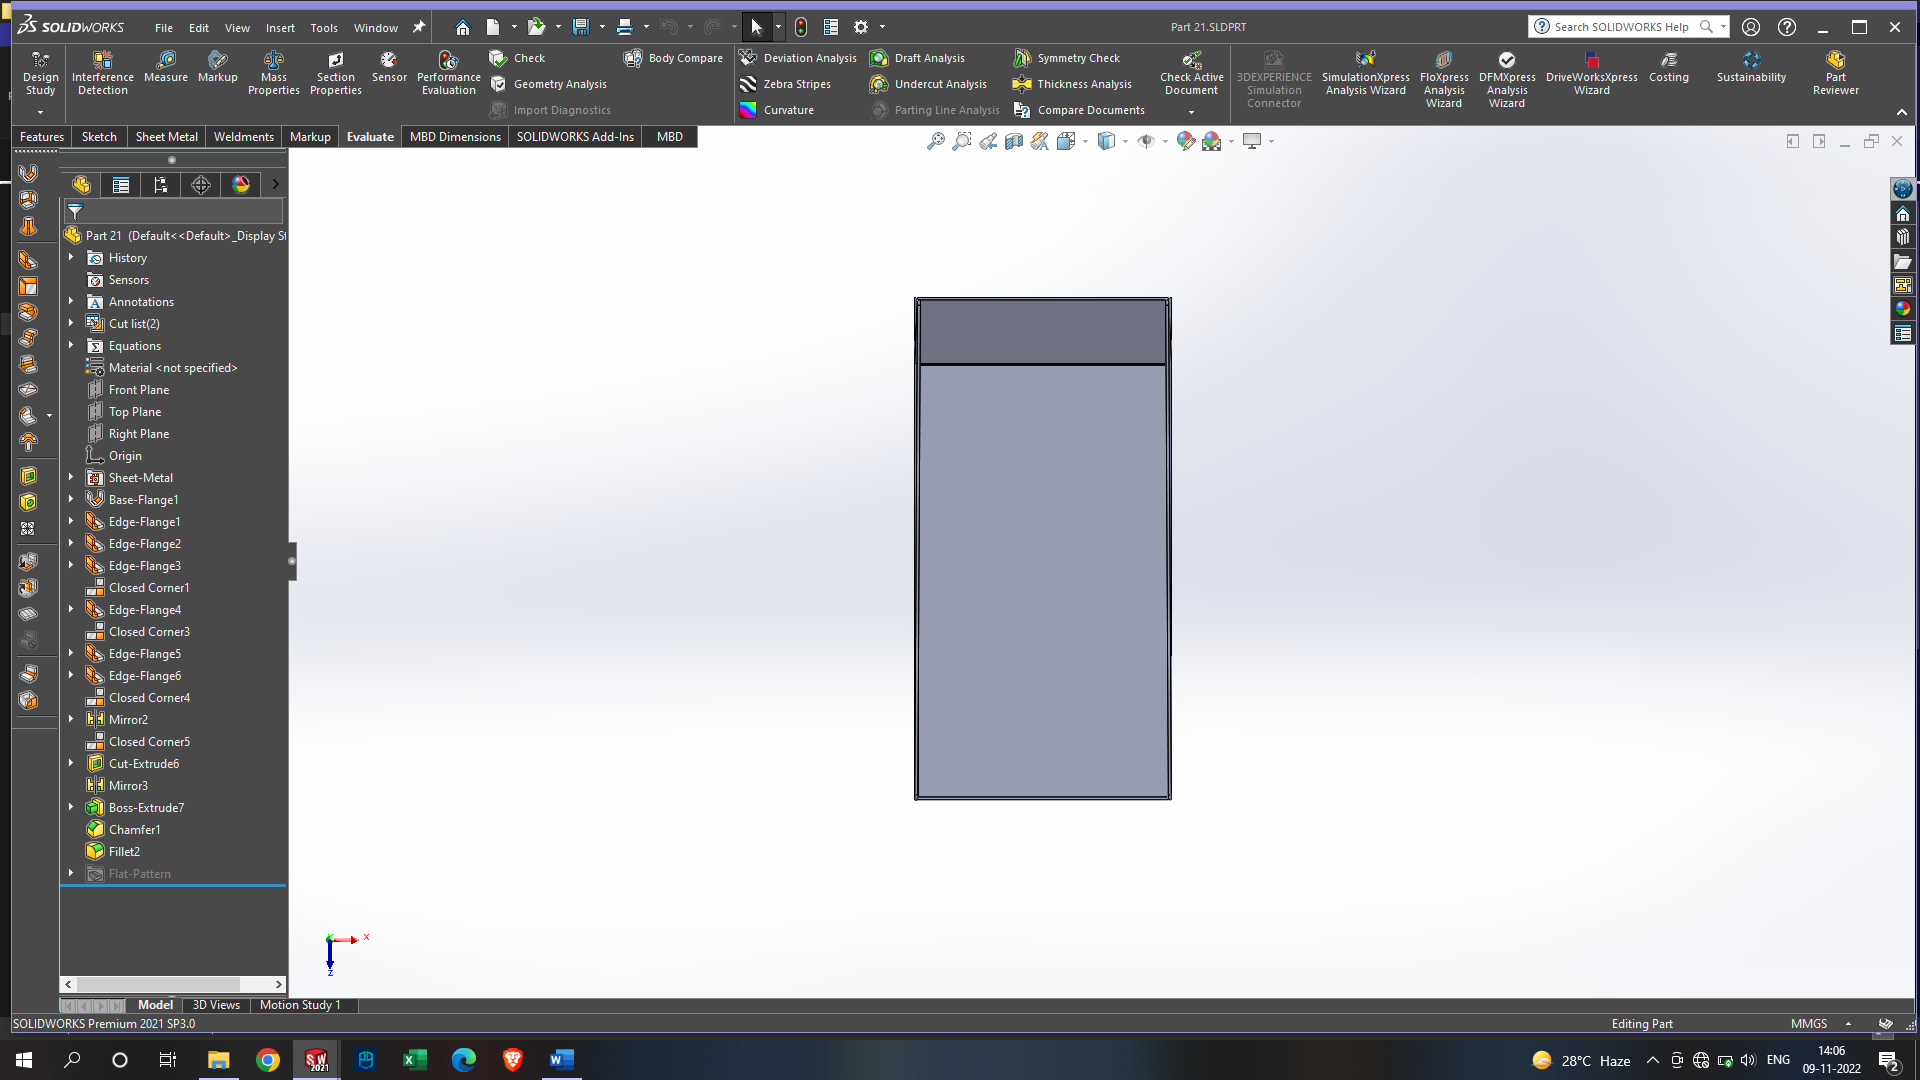 SOLIDWORKS File Edit View Insert Tools Window Part 21.SLDPRT Search SOLIDWORKS Help
Design Study
Interference Detection
Measure
Markup
Mass Properties
Section Properties
Sensor
Performance Evaluation
Check
Geometry Analysis
Import Diagnostics
Body Compare
Deviation Analysis
Zebra Stripes
Curvature
Draft Analysis
Undercut Analysis
Parting Line Analysis
Symmetry Check
Thickness Analysis
Compare Documents
Check Active Document
3DEXPERIENCE Simulation Connector
SimulationXpress Analysis Wizard
FloXpress Analysis Wizard
DFMXpress Analysis Wizard
DriveWorksXpress Wizard
Costing
Sustainability
Part Reviewer
Features Sketch Sheet Metal Weldments Markup Evaluate MBD Dimensions SOLIDWORKS Add-Ins MBD
Part 21 (Default<<Default>_Display St
History
Sensors
Annotations
Cut list(2)
Equations
Material <not specified>
Front Plane
Top Plane
Right Plane
Origin
Sheet-Metal
Base-Flange1
Edge-Flange1
Edge-Flange2
Edge-Flange3
Closed Corner1
Edge-Flange4
Closed Corner3
Edge-Flange5
Edge-Flange6
Closed Corner4
Mirror2
Closed Corner5
Cut-Extrude6
Mirror3
Boss-Extrude7
Chamfer1
Fillet2
Flat-Pattern
Y X
Z
Model 3D Views Motion Study 1
SOLIDWORKS Premium 2021 SP3.0 Editing Part MMGS
SW 2021
28°C Haze ENG
14:06
09-11-2022
2